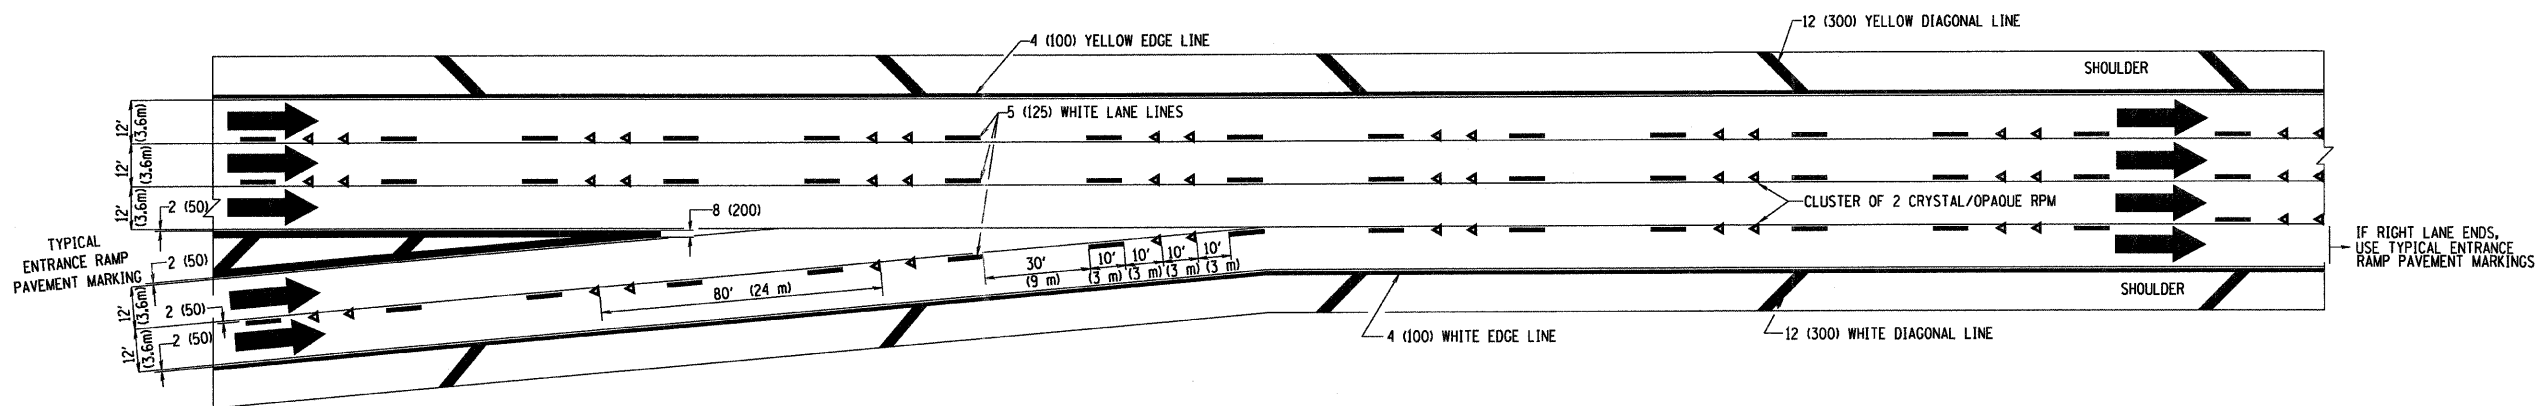 12 (300) YELLOW DIAGONAL LINE
4 (100) YELLOW EDGE LINE
SHOULDER
12'
(3.6m)
5 (125) WHITE LANE LINES
12'
(3.6m)
12'
(3.6m)
2 (50)
8 (200)
CLUSTER OF 2 CRYSTAL/OPAQUE RPM
TYPICAL
ENTRANCE RAMP
PAVEMENT MARKING
2 (50)
IF RIGHT LANE ENDS,
USE TYPICAL ENTRANCE
RAMP PAVEMENT MARKINGS
30'
(9 m)
10'
(3 m)
10'
(3 m)
10'
(3 m)
10'
(3 m)
80' (24 m)
SHOULDER
12'
(3.6m)
2 (50)
12'
(3.6m)
2 (50)
4 (100) WHITE EDGE LINE
12 (300) WHITE DIAGONAL LINE